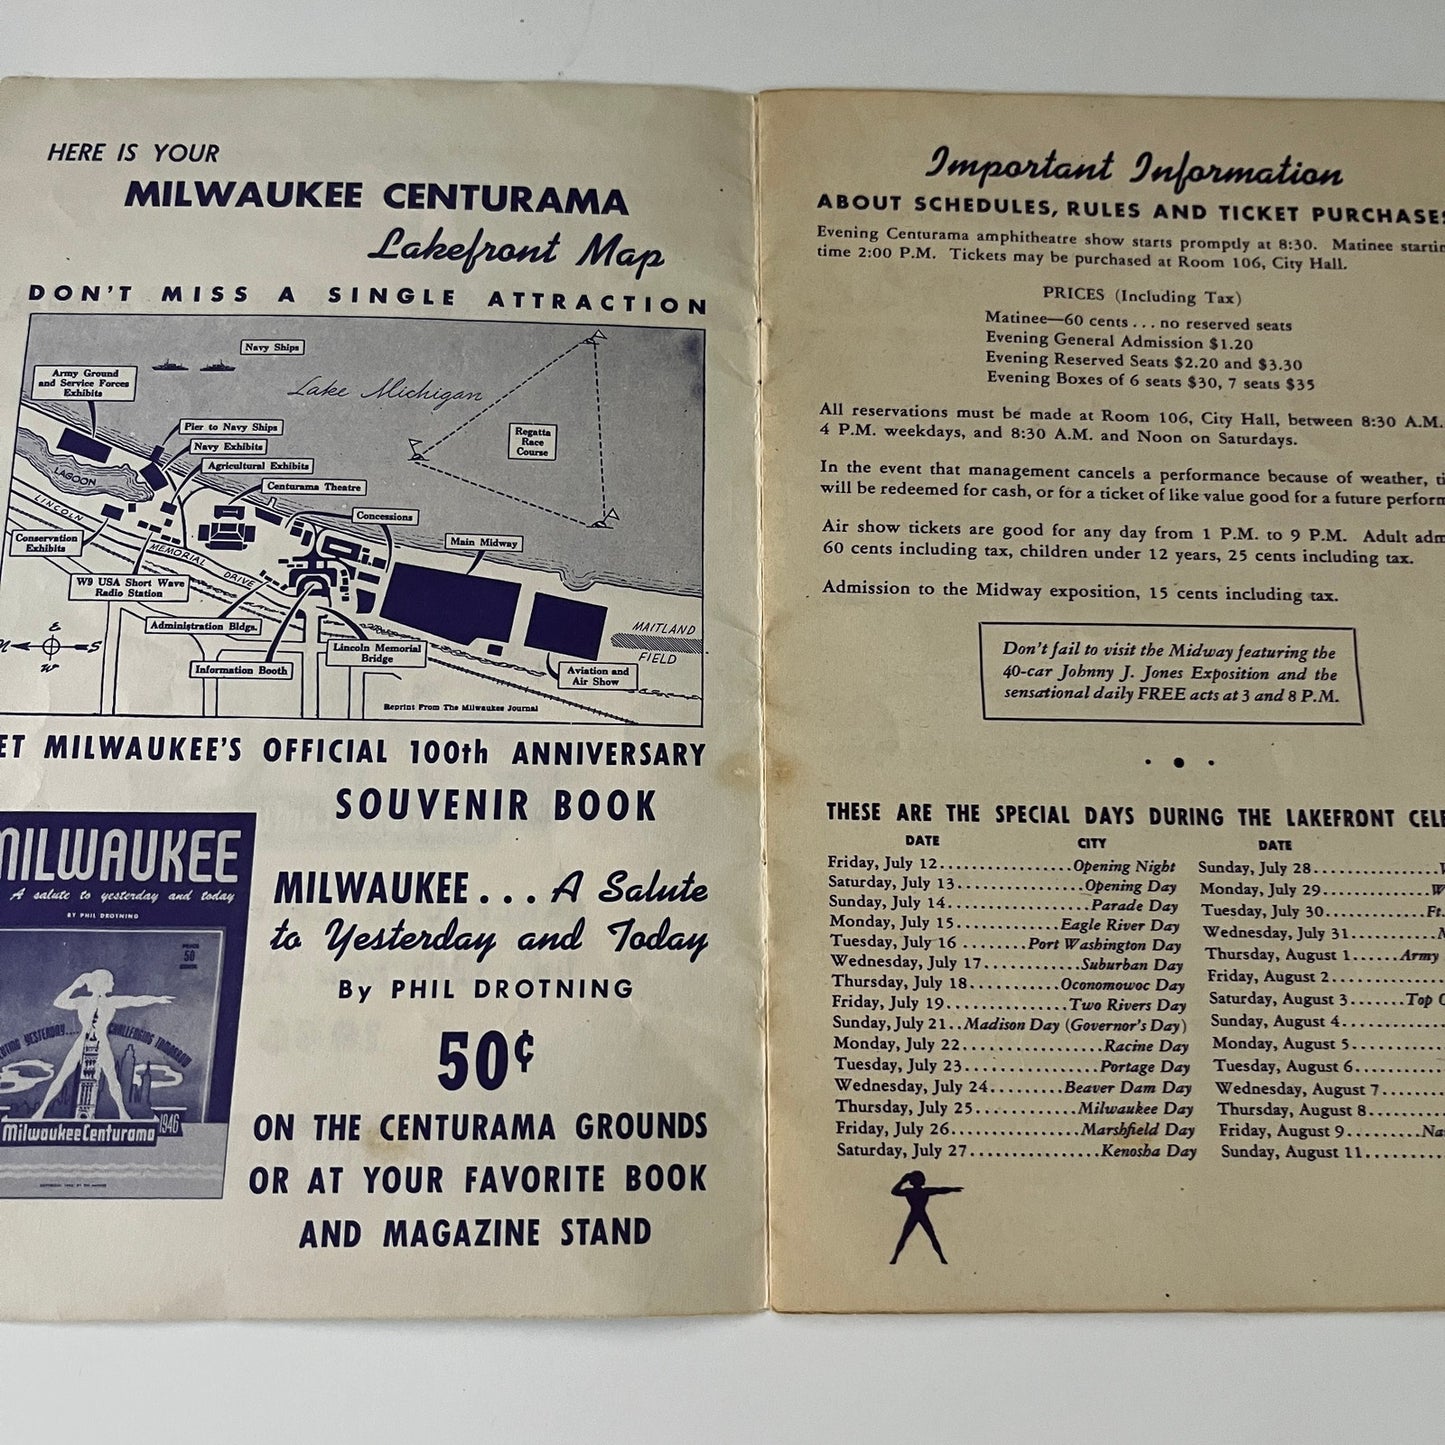 HERE IS YOUR
MILWAUKEE CENTURAMA
Lakefront Map
DON'T MISS A SINGLE ATTRACTION
Navy Ships
Army Ground
and Service Forces
Exhibits
Lake Michigan
Pier to Navy Ships
Navy Exhibits
Agricultural Exhibits
Regatta
Race
Course
LAGOON
Centurama Theatre
Concessions
LINCOLN
MEMORIAL
DRIVE
Conservation
Exhibits
Main Midway
W9 USA Short Wave
Radio Station
Administration Bldgs.
Lincoln Memorial
Bridge
Information Booth
MAITLAND
FIELD
Aviation and
Air Show
N E S W
Reprint From The Milwaukee Journal
ET MILWAUKEE'S OFFICIAL 100th ANNIVERSARY
SOUVENIR BOOK
MILWAUKEE
A salute to yesterday and today
BY PHIL DROTNING
PRICE
50
CHALLENGING TOMORROW
Milwaukee Centurama
1946
MILWAUKEE... A Salute
to Yesterday and Today
By PHIL DROTNING
50¢
ON THE CENTURAMA GROUNDS
OR AT YOUR FAVORITE BOOK
AND MAGAZINE STAND
Important Information
ABOUT SCHEDULES, RULES AND TICKET PURCHASES
Evening Centurama amphitheatre show starts promptly at 8:30. Matinee startin
time 2:00 P.M. Tickets may be purchased at Room 106, City Hall.
PRICES (Including Tax)
Matinee—60 cents... no reserved seats
Evening General Admission $1.20
Evening Reserved Seats $2.20 and $3.30
Evening Boxes of 6 seats $30, 7 seats $35
All reservations must be made at Room 106, City Hall, between 8:30 A.M.
4 P.M. weekdays, and 8:30 A.M. and Noon on Saturdays.
In the event that management cancels a performance because of weather, ti
will be redeemed for cash, or for a ticket of like value good for a future perform
Air show tickets are good for any day from 1 P.M. to 9 P.M. Adult adm
60 cents including tax, children under 12 years, 25 cents including tax.
Admission to the Midway exposition, 15 cents including tax.
Don't fail to visit the Midway featuring the
40-car Johnny J. Jones Exposition and the
sensational daily FREE acts at 3 and 8 P.M.
THESE ARE THE SPECIAL DAYS DURING THE LAKEFRONT CELE
DATE CITY
Friday, July 12..............Opening Night
Saturday, July 13.............Opening Day
Sunday, July 14.................Parade Day
Monday, July 15.............Eagle River Day
Tuesday, July 16 ........Port Washington Day
Wednesday, July 17............Suburban Day
Thursday, July 18...........Oconomowoc Day
Friday, July 19..............Two Rivers Day
Sunday, July 21..Madison Day (Governor's Day)
Monday, July 22.................Racine Day
Tuesday, July 23................Portage Day
Wednesday, July 24.........Beaver Dam Day
Thursday, July 25............Milwaukee Day
Friday, July 26................Marshfield Day
Saturday, July 27...............Kenosha Day
DATE
Sunday, July 28
Monday, July 29
Tuesday, July 30............Ft.
Wednesday, July 31
Thursday, August 1......Army
Friday, August 2
Saturday, August 3.......Top
Sunday, August 4
Monday, August 5
Tuesday, August 6
Wednesday, August 7
Thursday, August 8
Friday, August 9.........Na
Sunday, August 11